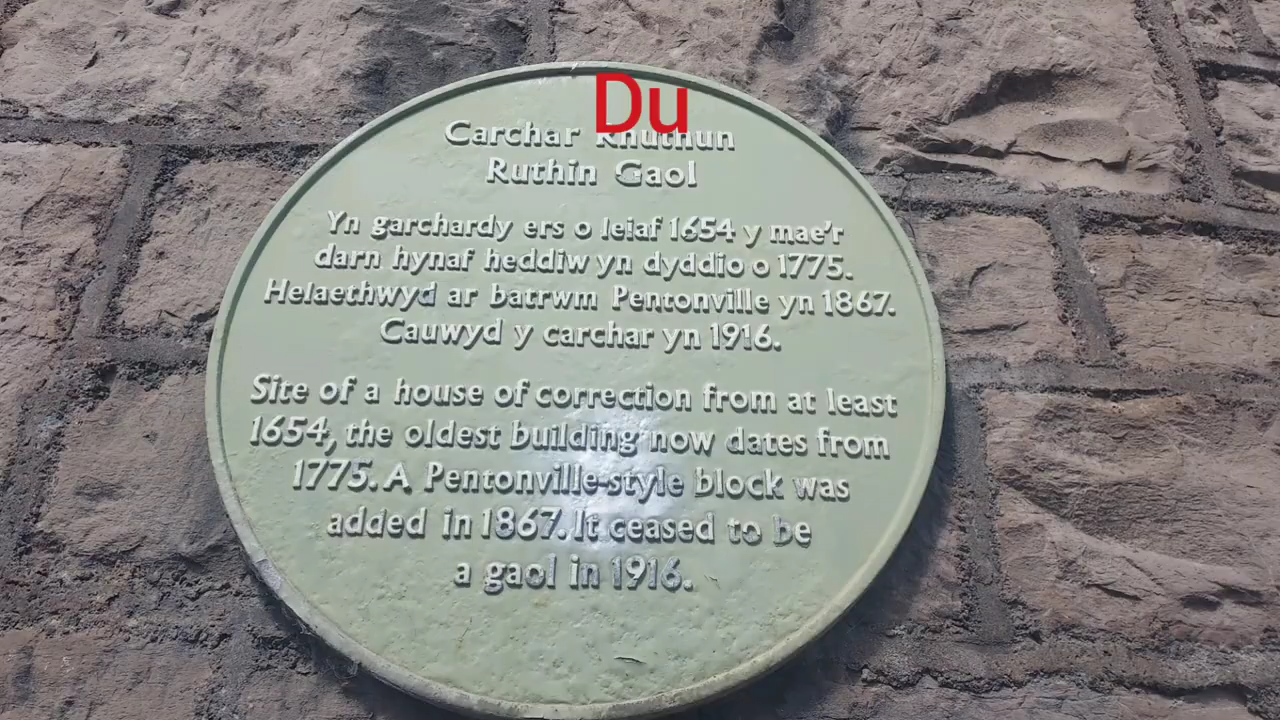 Du
Carchar Rhuthun
Ruthin Gaol
Yn garchardy ers o leiaf 1654 y mae'r
darn hynaf heddiw yn dyddio o 1775.
Helaethwyd ar batrwm Pentonville yn 1867.
Cauwyd y carchar yn 1916.
Site of a house of correction from at least
1654, the oldest building now dates from
1775. A Pentonville-style block was
added in 1867. It ceased to be
a gaol in 1916.